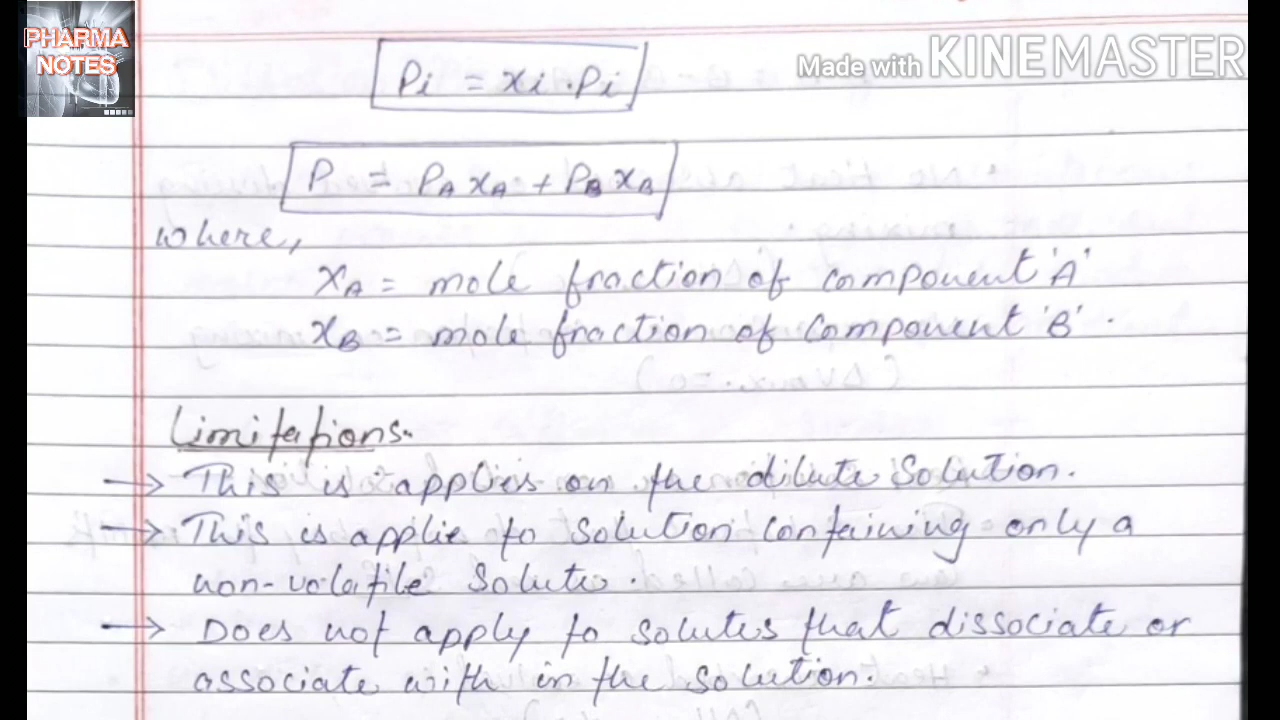 PHARMA
NOTES
Made with KINEMASTER
Pi = xi · Pi
P = PA xA + PB xB
where,
xA = mole fraction of component 'A'
xB = mole fraction of component 'B' .
Limitations.
→ This is applies on the dilute solution.
→ This is applie to solution containing only a
non-volatile solute .
→ Does not apply to solutes that dissociate or
associate with in the solution.